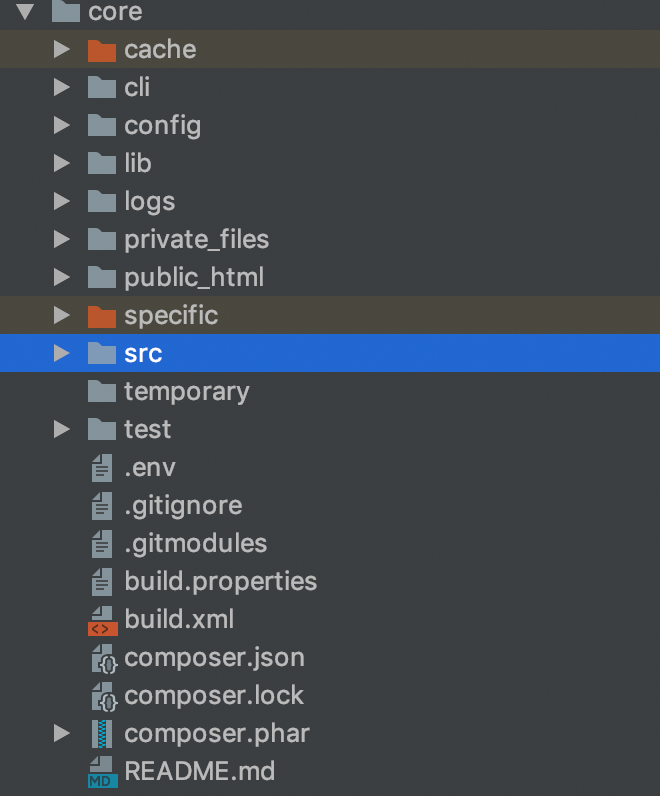 core
cache
cli
config
lib
logs
private_files
public_html
specific
src
temporary
test
.env
.gitignore
.gitmodules
build.properties
build.xml
<>
composer.json
{}
composer.lock
{}
composer.phar
README.md
MD